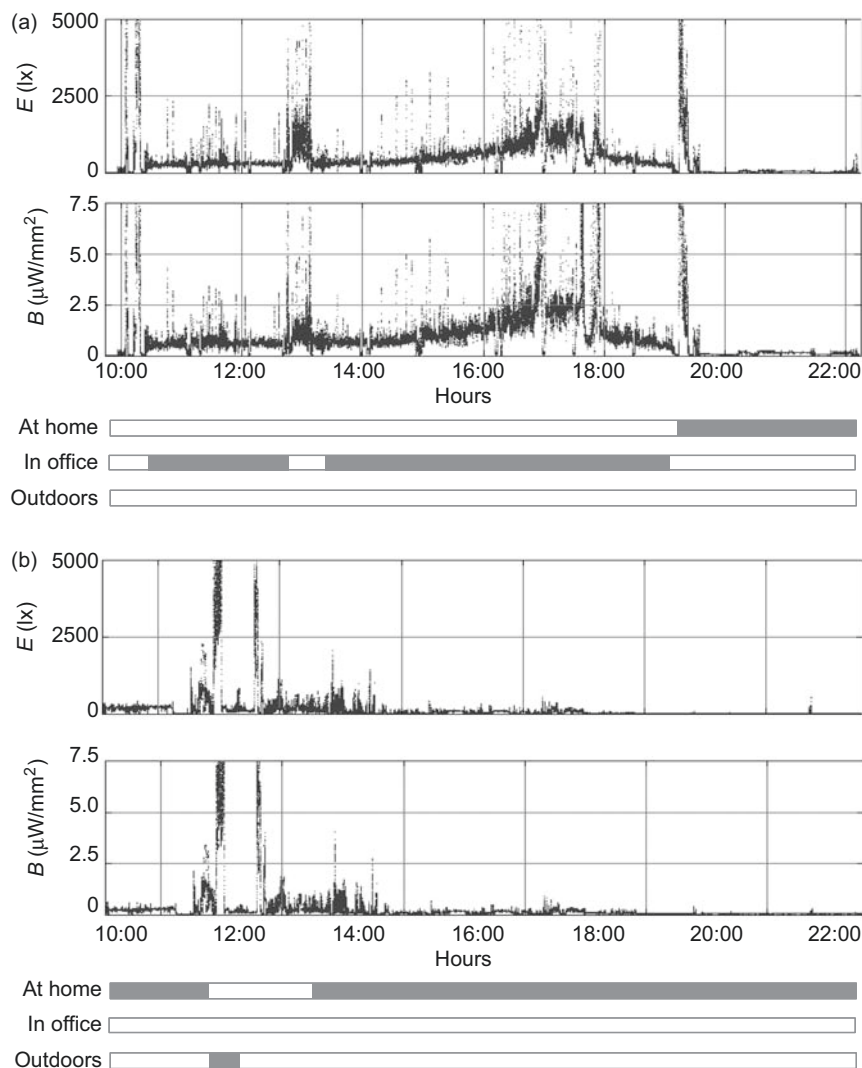 (a)
5000
E (lx)
2500
0
7.5
B (µW/mm²)
5.0
2.5
0
10:00 12:00 14:00 16:00 18:00 20:00 22:00
Hours
At home
In office
Outdoors
(b)
5000
E (lx)
2500
0
7.5
B (µW/mm²)
5.0
2.5
0
10:00 12:00 14:00 16:00 18:00 20:00 22:00
Hours
At home
In office
Outdoors